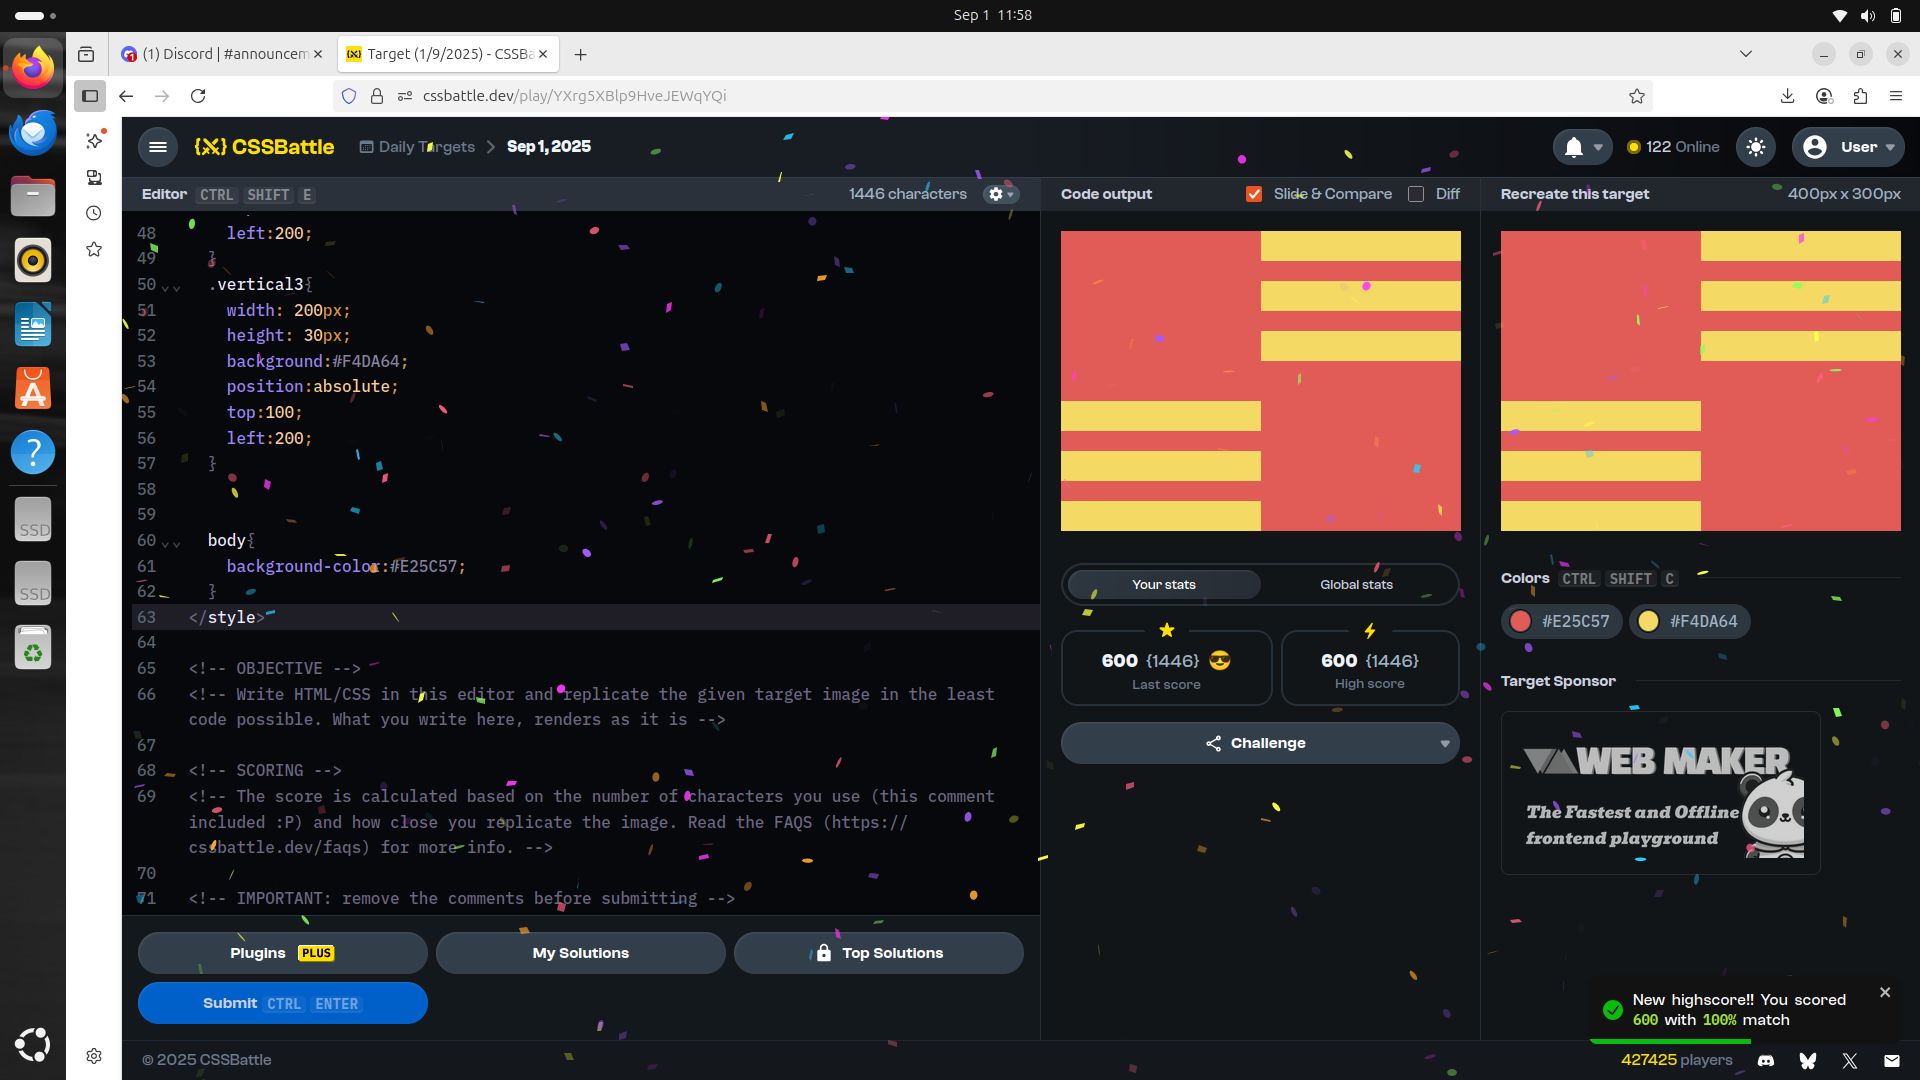 Sep 1 11:58
(1) Discord | #announcem
Target (1/9/2025) - CSSBa
cssbattle.dev/play/YXrg5XBlp9HveJEWqYQi
CSSBattle
Daily Targets
Sep 1, 2025
122 Online
User
Editor CTRL SHIFT E
1446 characters
Code output
Slide & Compare
Diff
Recreate this target
400px x 300px
48 left:200;
49 }
50 .vertical3{
51 width: 200px;
52 height: 30px;
53 background:#F4DA64;
54 position:absolute;
55 top:100;
56 left:200;
57 }
58
59
60 body{
61 background-color:#E25C57;
62 }
63 </style>
64
65 <!-- OBJECTIVE -->
66 <!-- Write HTML/CSS in this editor and replicate the given target image in the least
code possible. What you write here, renders as it is -->
67
68 <!-- SCORING -->
69 <!-- The score is calculated based on the number of characters you use (this comment
included :P) and how close you replicate the image. Read the FAQS (https://
cssbattle.dev/faqs) for more info. -->
70
71 <!-- IMPORTANT: remove the comments before submitting -->
Plugins PLUS
My Solutions
Top Solutions
Submit CTRL ENTER
Your stats
Global stats
600 {1446}
Last score
600 {1446}
High score
Challenge
Colors CTRL SHIFT C
#E25C57
#F4DA64
Target Sponsor
WEB MAKER
The Fastest and Offline
frontend playground
New highscore!! You scored
600 with 100% match
© 2025 CSSBattle
427425 players
SSD
SSD